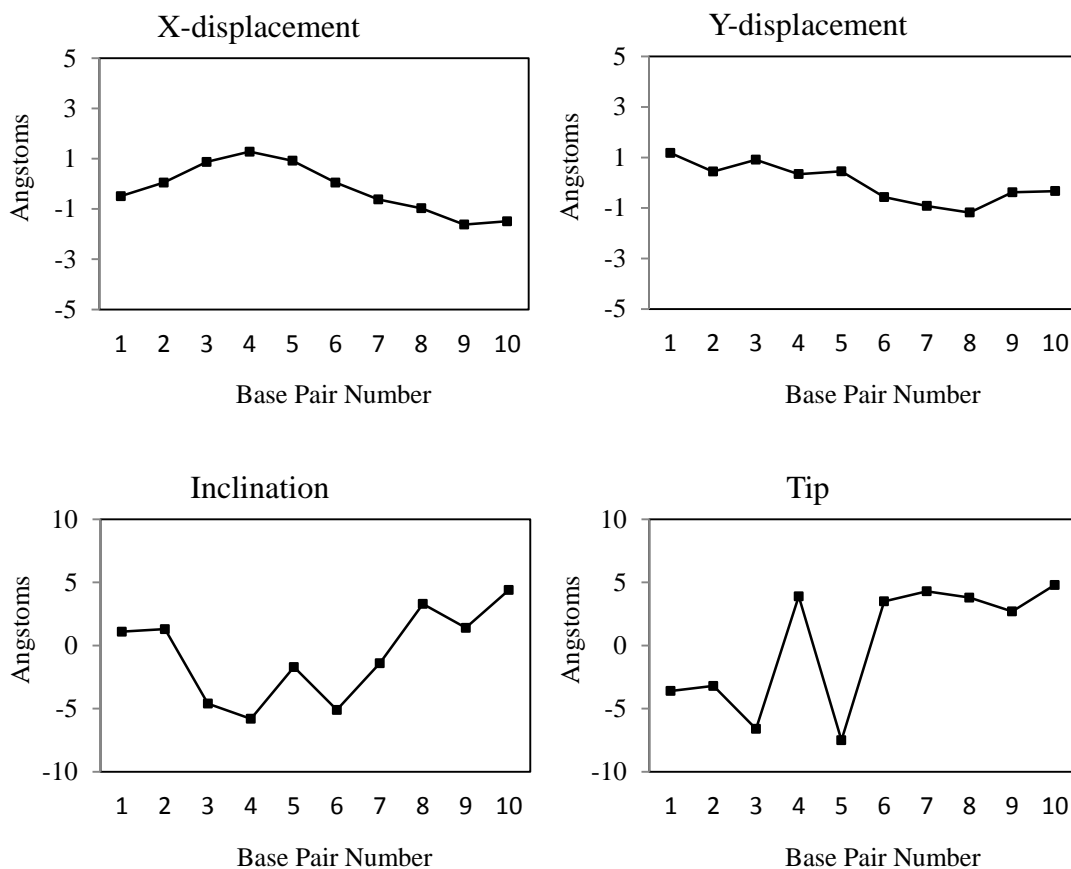 X-displacement
5
3
1
-1
-3
-5
Angstoms
1 2 3 4 5 6 7 8 9 10
Base Pair Number
Y-displacement
5
3
1
-1
-3
-5
Angstoms
1 2 3 4 5 6 7 8 9 10
Base Pair Number
Inclination
10
5
0
-5
-10
Angstoms
1 2 3 4 5 6 7 8 9 10
Base Pair Number
Tip
10
5
0
-5
-10
Angstoms
1 2 3 4 5 6 7 8 9 10
Base Pair Number